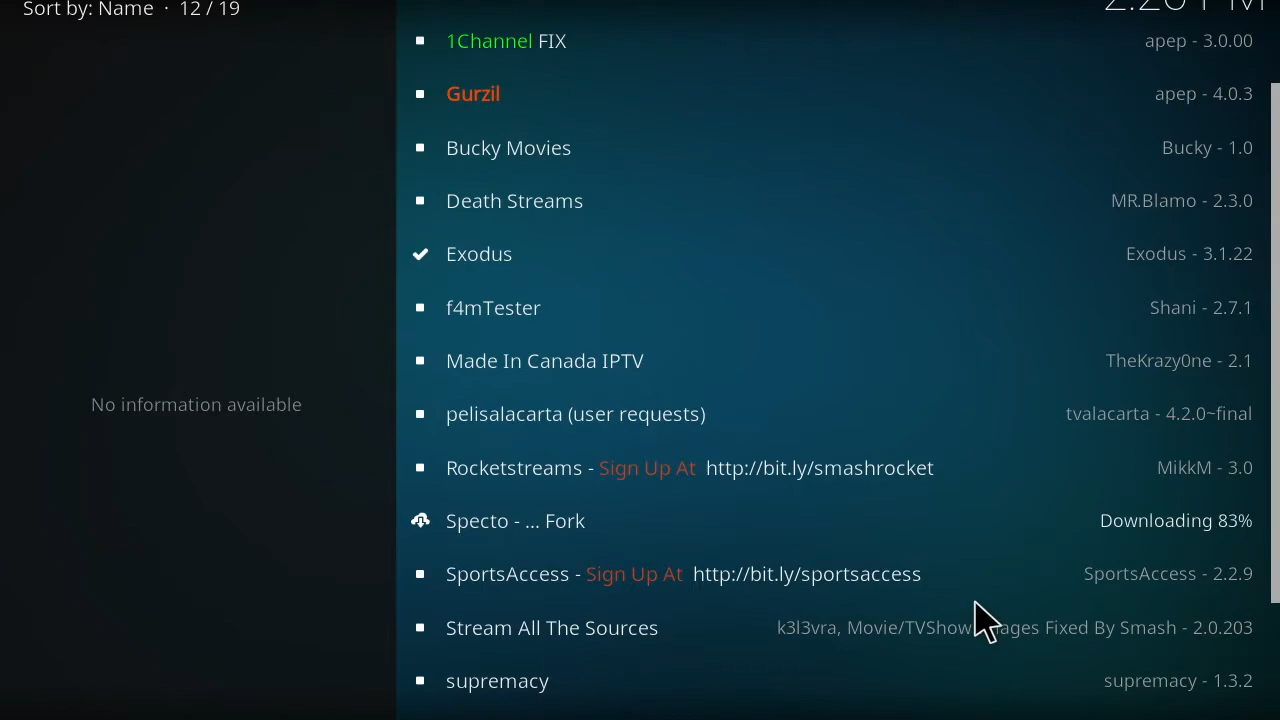 Sort by: Name · 12 / 19
1Channel FIX apep - 3.0.00
Gurzil apep - 4.0.3
Bucky Movies Bucky - 1.0
Death Streams MR.Blamo - 2.3.0
Exodus Exodus - 3.1.22
f4mTester Shani - 2.7.1
Made In Canada IPTV TheKrazy0ne - 2.1
No information available
pelisalacarta (user requests) tvalacarta - 4.2.0~final
Rocketstreams - Sign Up At http://bit.ly/smashrocket MikkM - 3.0
Specto - ... Fork Downloading 83%
SportsAccess - Sign Up At http://bit.ly/sportsaccess SportsAccess - 2.2.9
Stream All The Sources k3l3vra, Movie/TVShow Fixed By Smash - 2.0.203
supremacy supremacy - 1.3.2